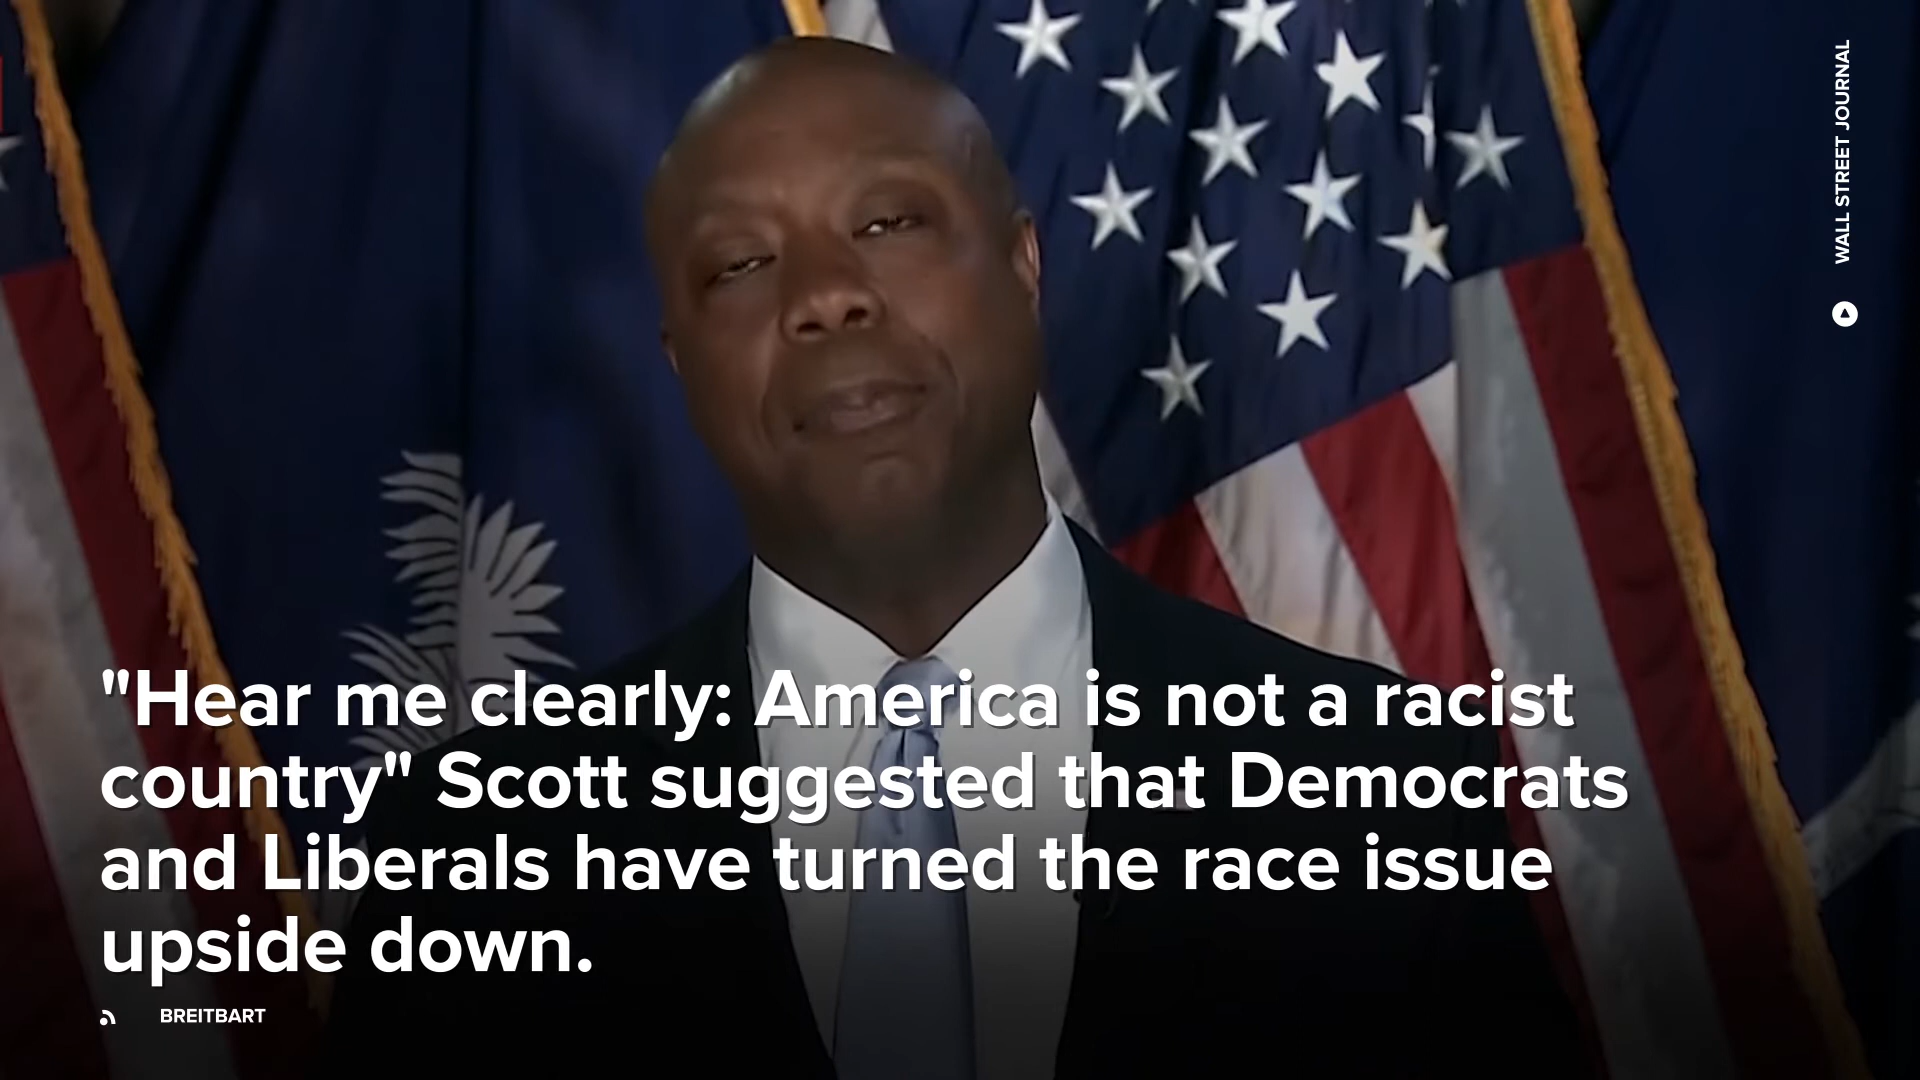 WALL STREET JOURNAL
"Hear me clearly: America is not a racist
country" Scott suggested that Democrats
and Liberals have turned the race issue
upside down.
BREITBART